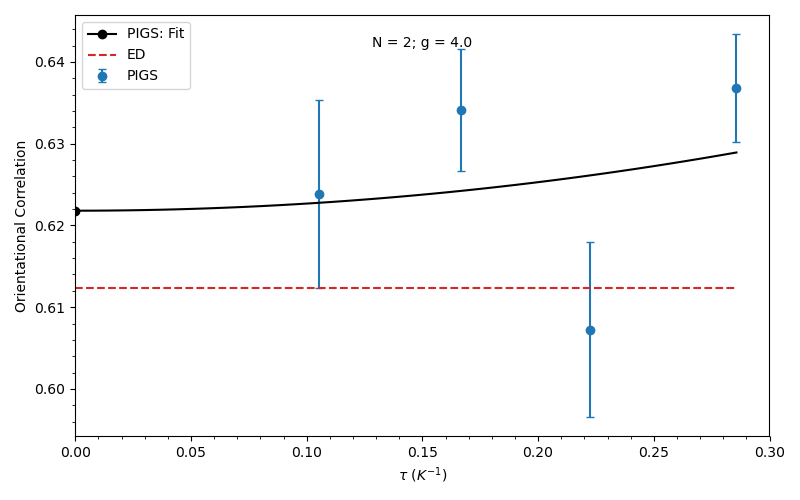 PIGS: Fit
ED
PIGS
N = 2; g = 4.0
Orientational Correlation
0.64
0.63
0.62
0.61
0.60
0.00 0.05 0.10 0.15 0.20 0.25 0.30
τ (K⁻¹)